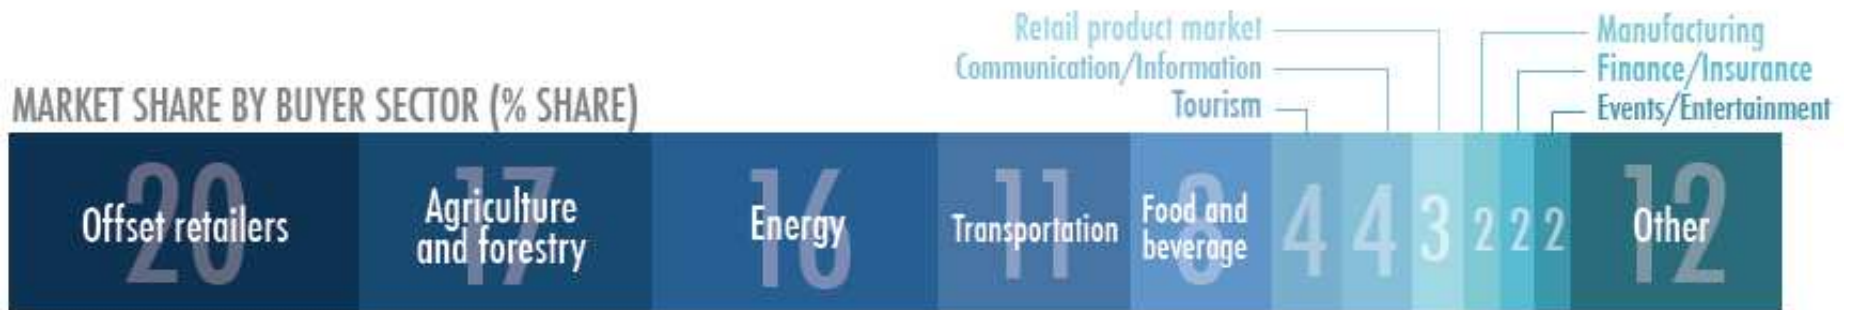 Retail product market
Manufacturing
Communication/Information
Finance/Insurance
Tourism
Events/Entertainment
MARKET SHARE BY BUYER SECTOR (% SHARE)
20
Offset retailers
17
Agriculture
and forestry
16
Energy
11
Transportation
8
Food and
beverage
4
4
3
2
2
2
12
Other